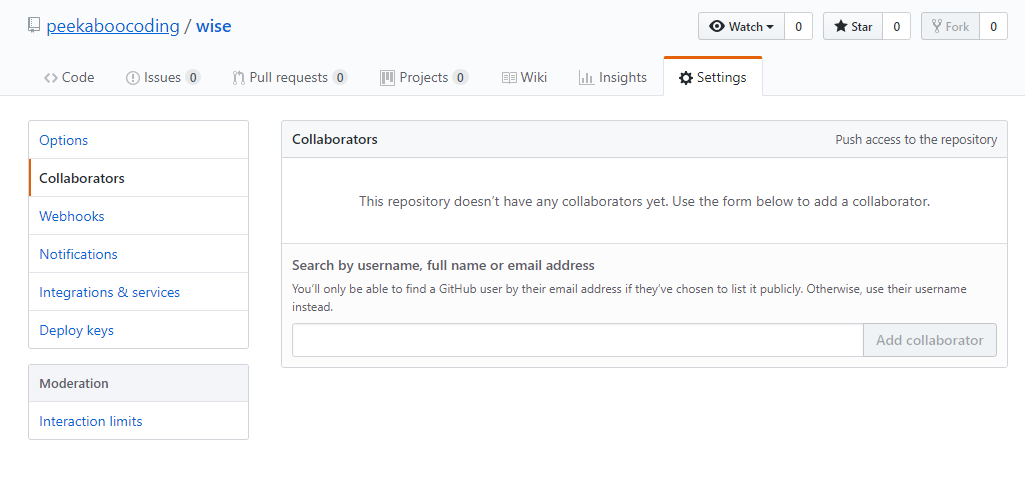 peekaboocoding / wise
Watch 0 Star 0 Fork 0
Code Issues 0 Pull requests 0 Projects 0 Wiki Insights Settings
Options
Collaborators
Webhooks
Notifications
Integrations & services
Deploy keys
Moderation
Interaction limits
Collaborators Push access to the repository
This repository doesn't have any collaborators yet. Use the form below to add a collaborator.
Search by username, full name or email address
You'll only be able to find a GitHub user by their email address if they've chosen to list it publicly. Otherwise, use their username
instead.
Add collaborator